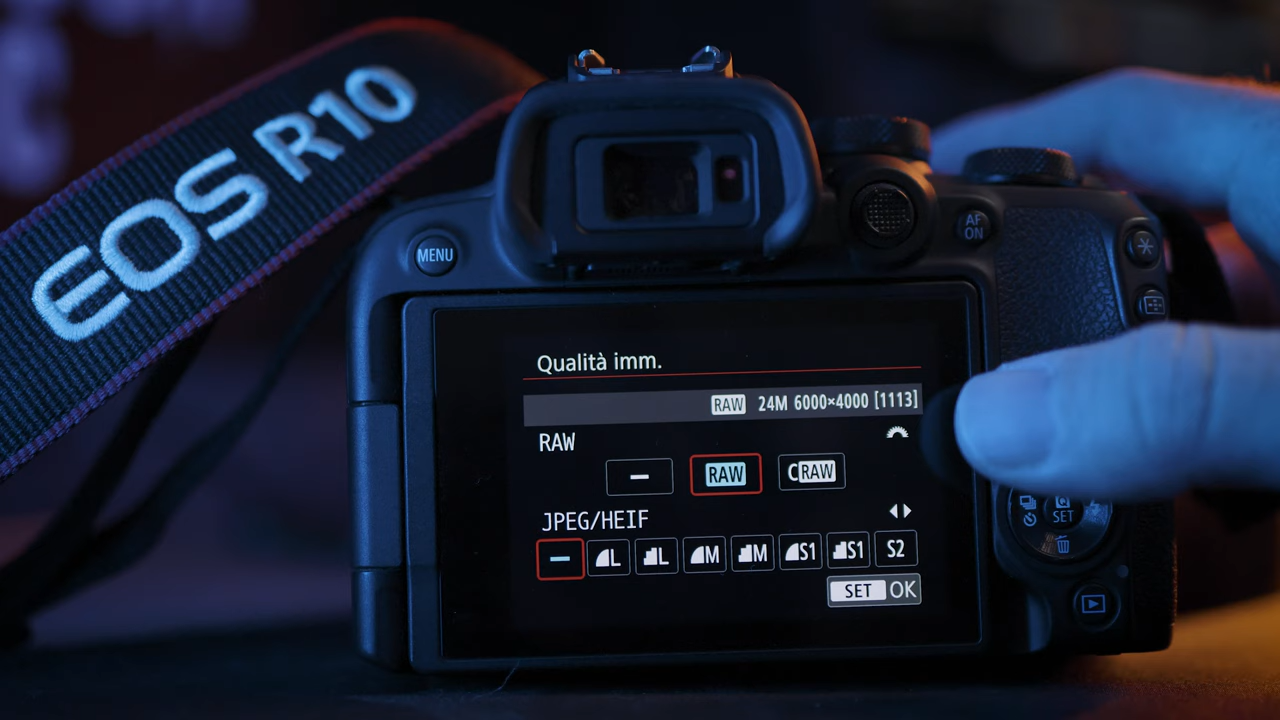 EOS R10
MENU
AF
ON
Qualità imm.
RAW 24M 6000×4000 [1113]
RAW
— RAW CRAW
JPEG/HEIF
— L L M M S1 S1 S2
SET OK
SET